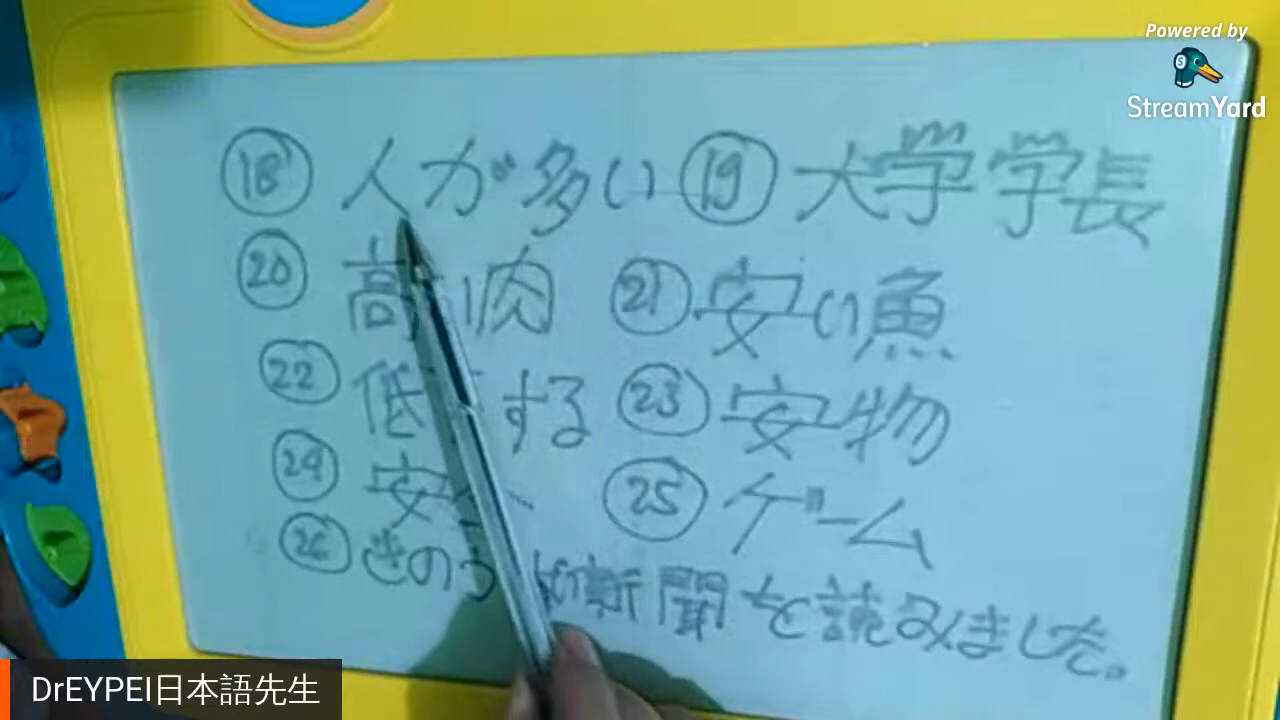 Powered by
StreamYard
⑱ 人が多い ⑲ 大学学長
⑳ 高い肉 ㉑ 安い魚
㉒ 低 する ㉓ 安物
㉔ 安 ㉕ ゲーム
㉖ きのう 新聞を読みました。
DrEYPEI日本語先生